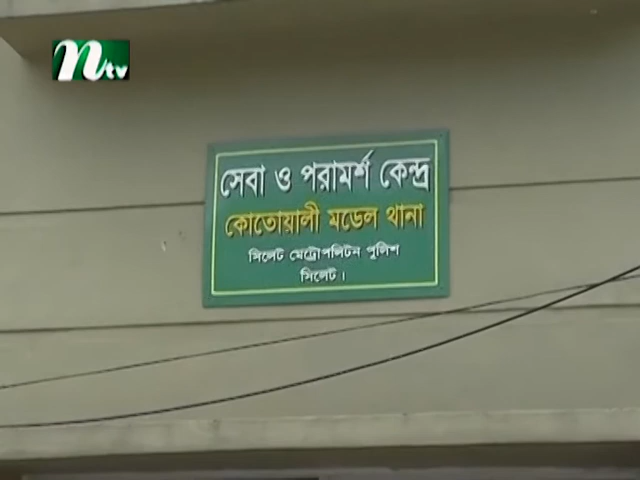 ntv
সেবা ও পরামর্শ কেন্দ্র
কোতোয়ালী মডেল থানা
সিলেট মেট্রোপলিটন পুলিশ
সিলেট।